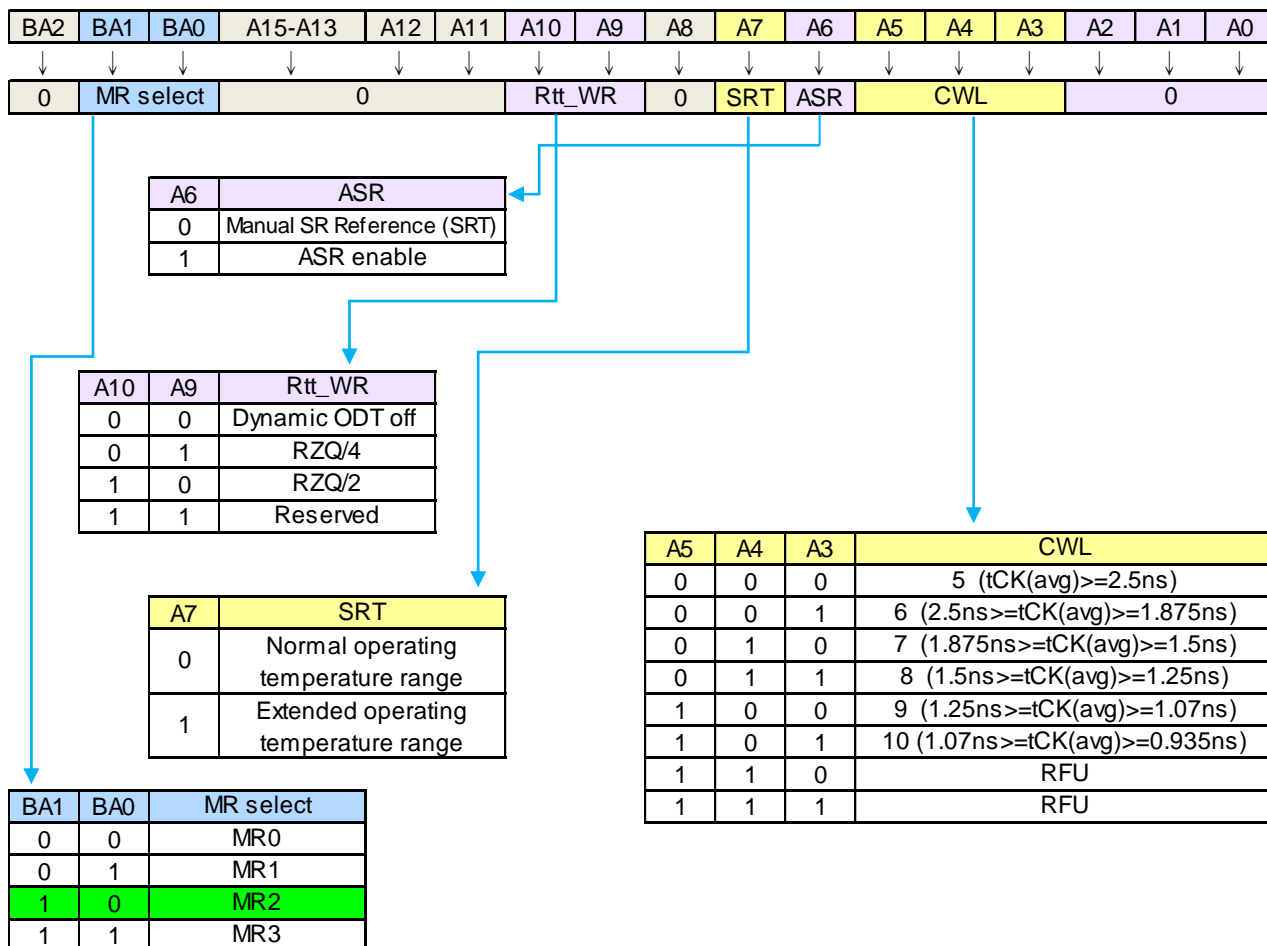 BA2 BA1 BA0 A15-A13 A12 A11 A10 A9 A8 A7 A6 A5 A4 A3 A2 A1 A0
0 MR select 0 Rtt_WR 0 SRT ASR CWL 0
A6 ASR
0 Manual SR Reference (SRT)
1 ASR enable
A10 A9 Rtt_WR
0 0 Dynamic ODT off
0 1 RZQ/4
1 0 RZQ/2
1 1 Reserved
A7 SRT
0 Normal operating
temperature range
1 Extended operating
temperature range
A5 A4 A3 CWL
0 0 0 5 (tCK(avg)>=2.5ns)
0 0 1 6 (2.5ns>=tCK(avg)>=1.875ns)
0 1 0 7 (1.875ns>=tCK(avg)>=1.5ns)
0 1 1 8 (1.5ns>=tCK(avg)>=1.25ns)
1 0 0 9 (1.25ns>=tCK(avg)>=1.07ns)
1 0 1 10 (1.07ns>=tCK(avg)>=0.935ns)
1 1 0 RFU
1 1 1 RFU
BA1 BA0 MR select
0 0 MR0
0 1 MR1
1 0 MR2
1 1 MR3